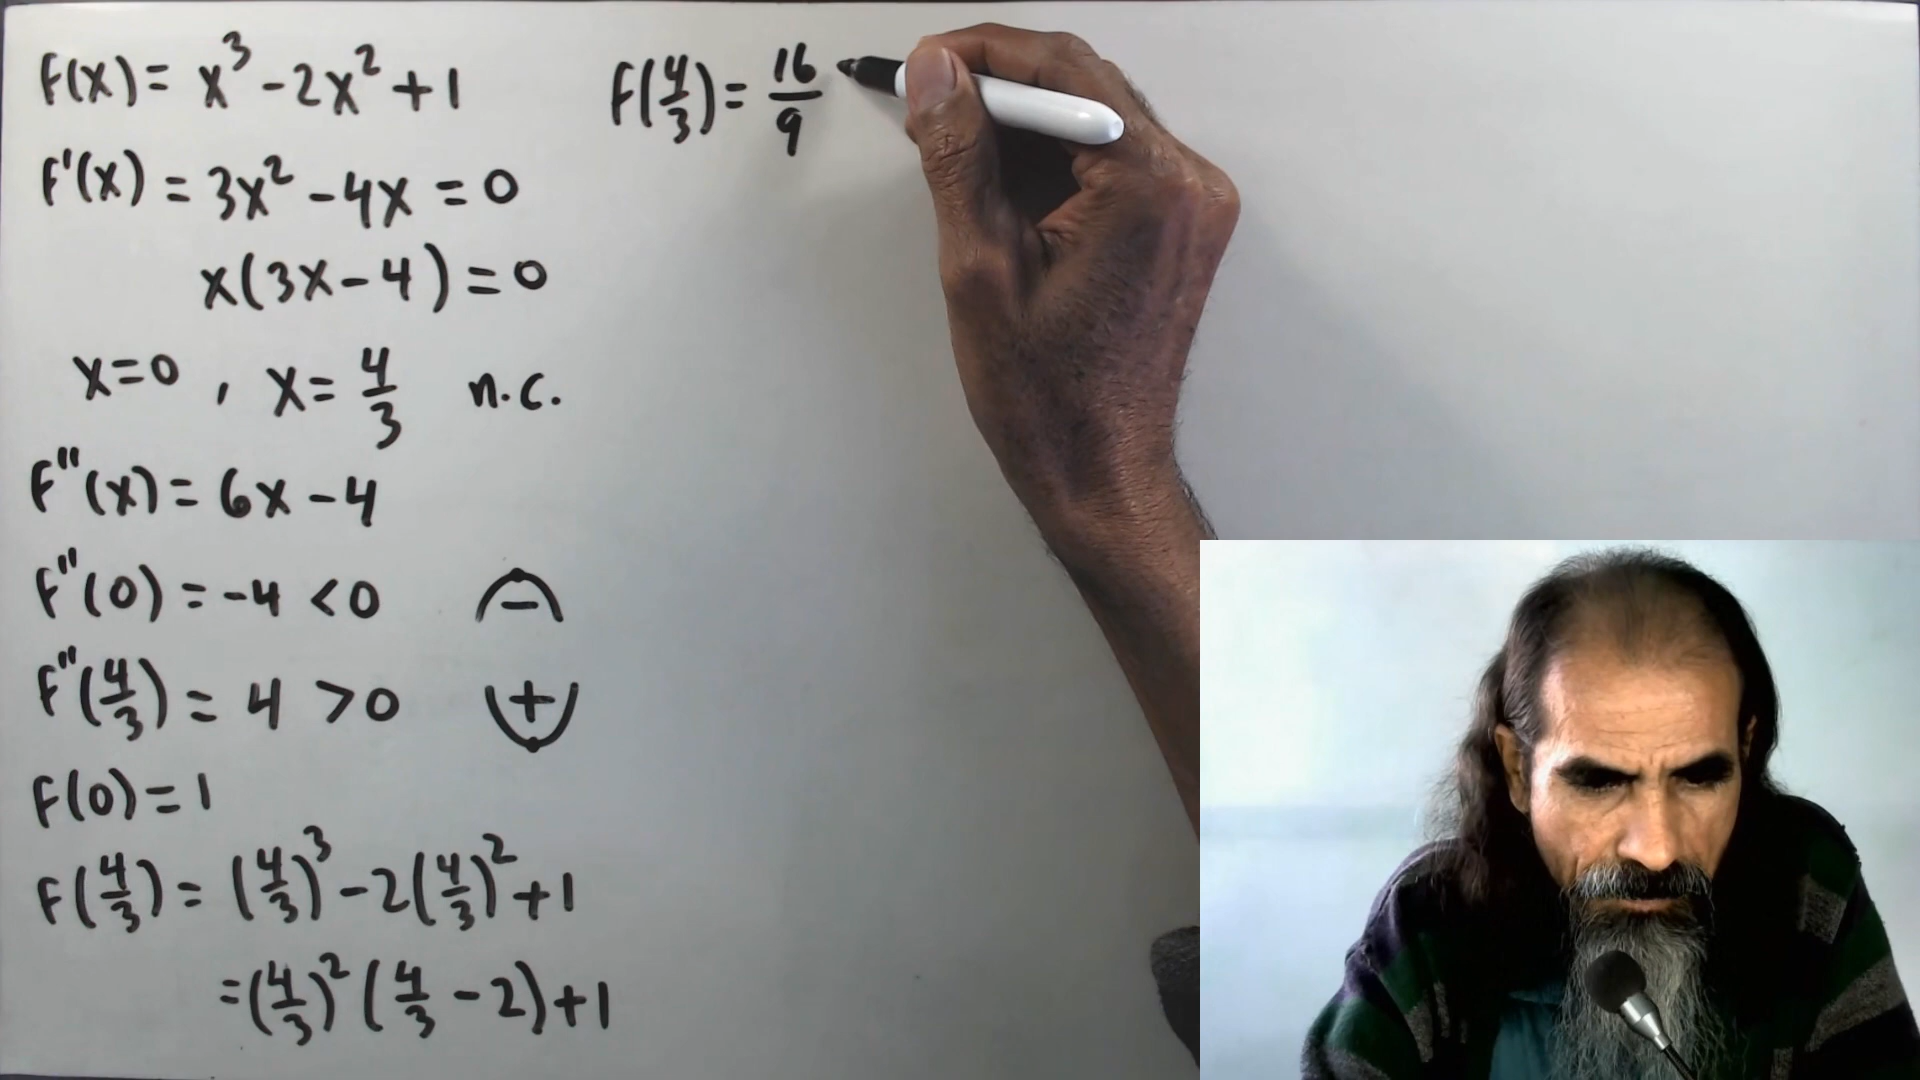 F(x) = x³ - 2x² + 1
F'(x) = 3x² - 4x = 0
x(3x - 4) = 0
x=0 , x = 4/3 n.c.
F''(x) = 6x - 4
F''(0) = -4 < 0 −
F''(4/3) = 4 > 0 +
F(0) = 1
F(4/3) = (4/3)³ - 2(4/3)² + 1
= (4/3)² (4/3 - 2) + 1
F(4/3) = 16/9